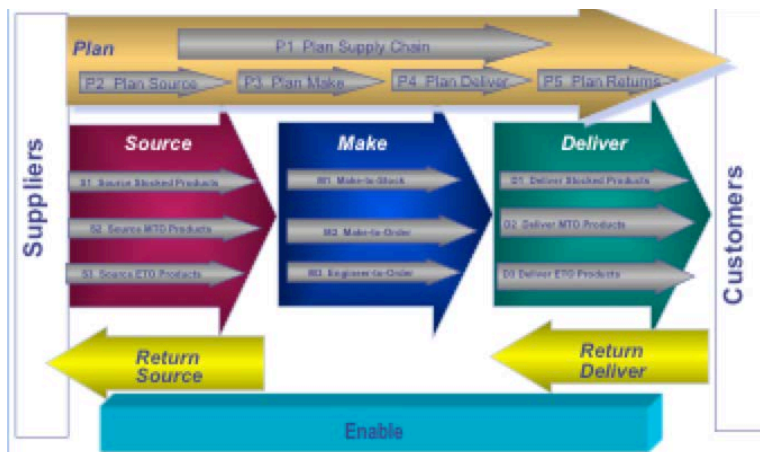 Plan
P1 Plan Supply Chain
P2 Plan Source
P3 Plan Make
P4 Plan Deliver
P5 Plan Returns
Suppliers
Customers
Source
S1 Source Stocked Products
S2 Source MTO Products
S3 Source ETO Products
Make
M1 Make-to-Stock
M2 Make-to-Order
M3 Engineer-to-Order
Deliver
D1 Deliver Stocked Products
D2 Deliver MTO Products
D3 Deliver ETO Products
Return
Source
Return
Deliver
Enable